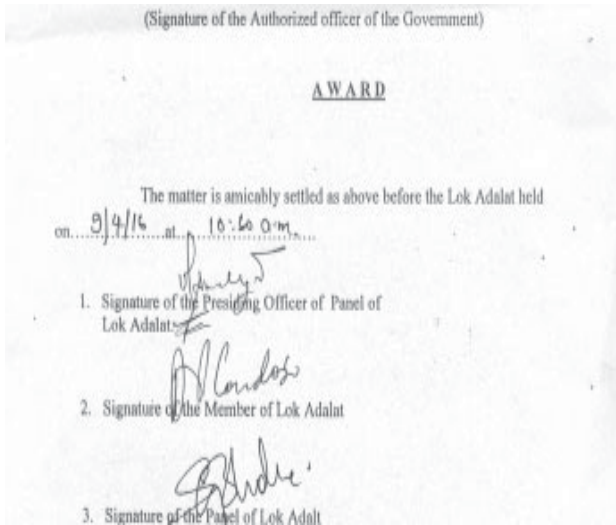 (Signature of the Authorized officer of the Government)
AWARD
The matter is amicably settled as above before the Lok Adalat held
on 9/4/16 at 10:60 a.m.
1. Signature of the Presiding Officer of Panel of
Lok Adalat
2. Signature of the Member of Lok Adalat
3. Signature of the Panel of Lok Adalt